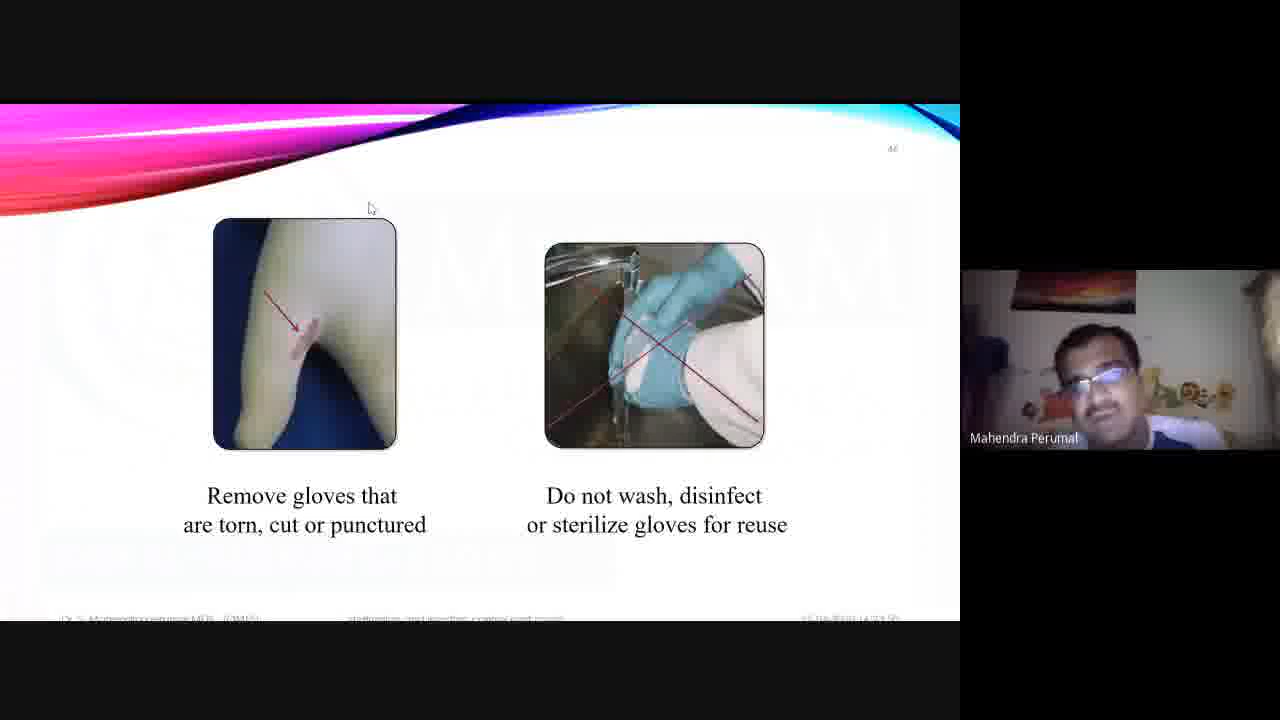 46
Remove gloves that
are torn, cut or punctured
Do not wash, disinfect
or sterilize gloves for reuse
Mahendra Perumal